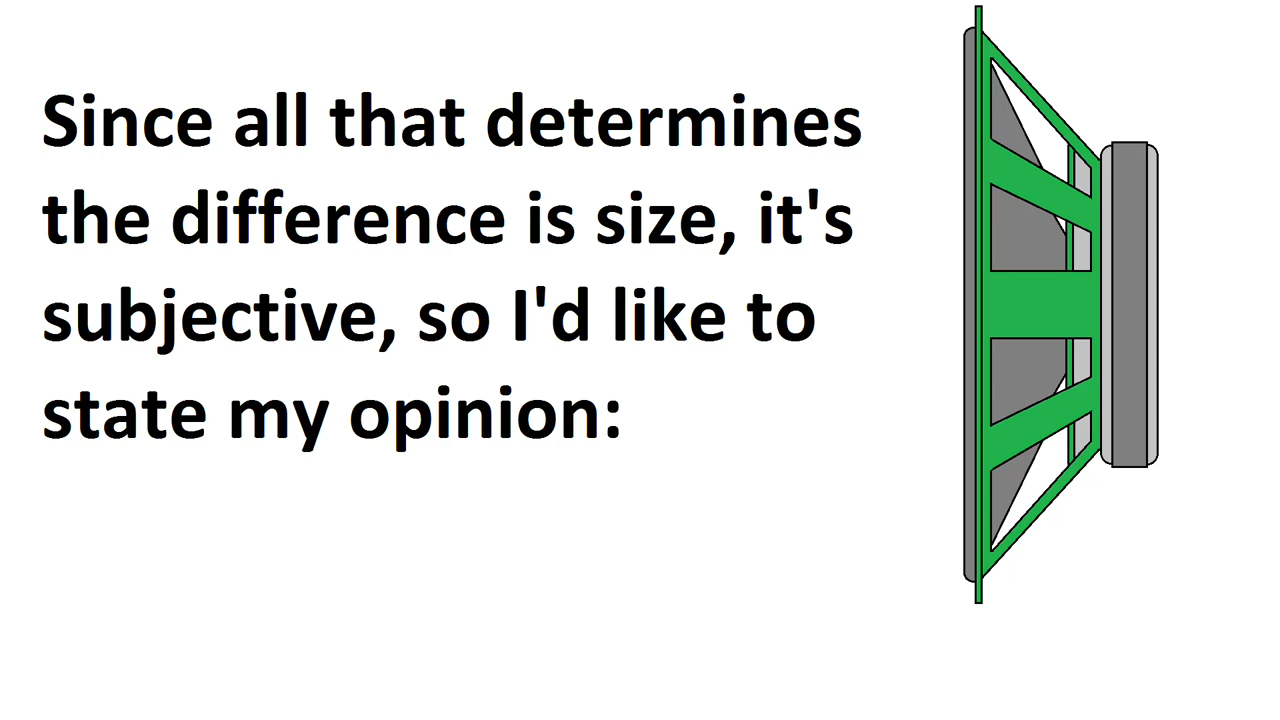 Since all that determines
the difference is size, it's
subjective, so I'd like to
state my opinion: